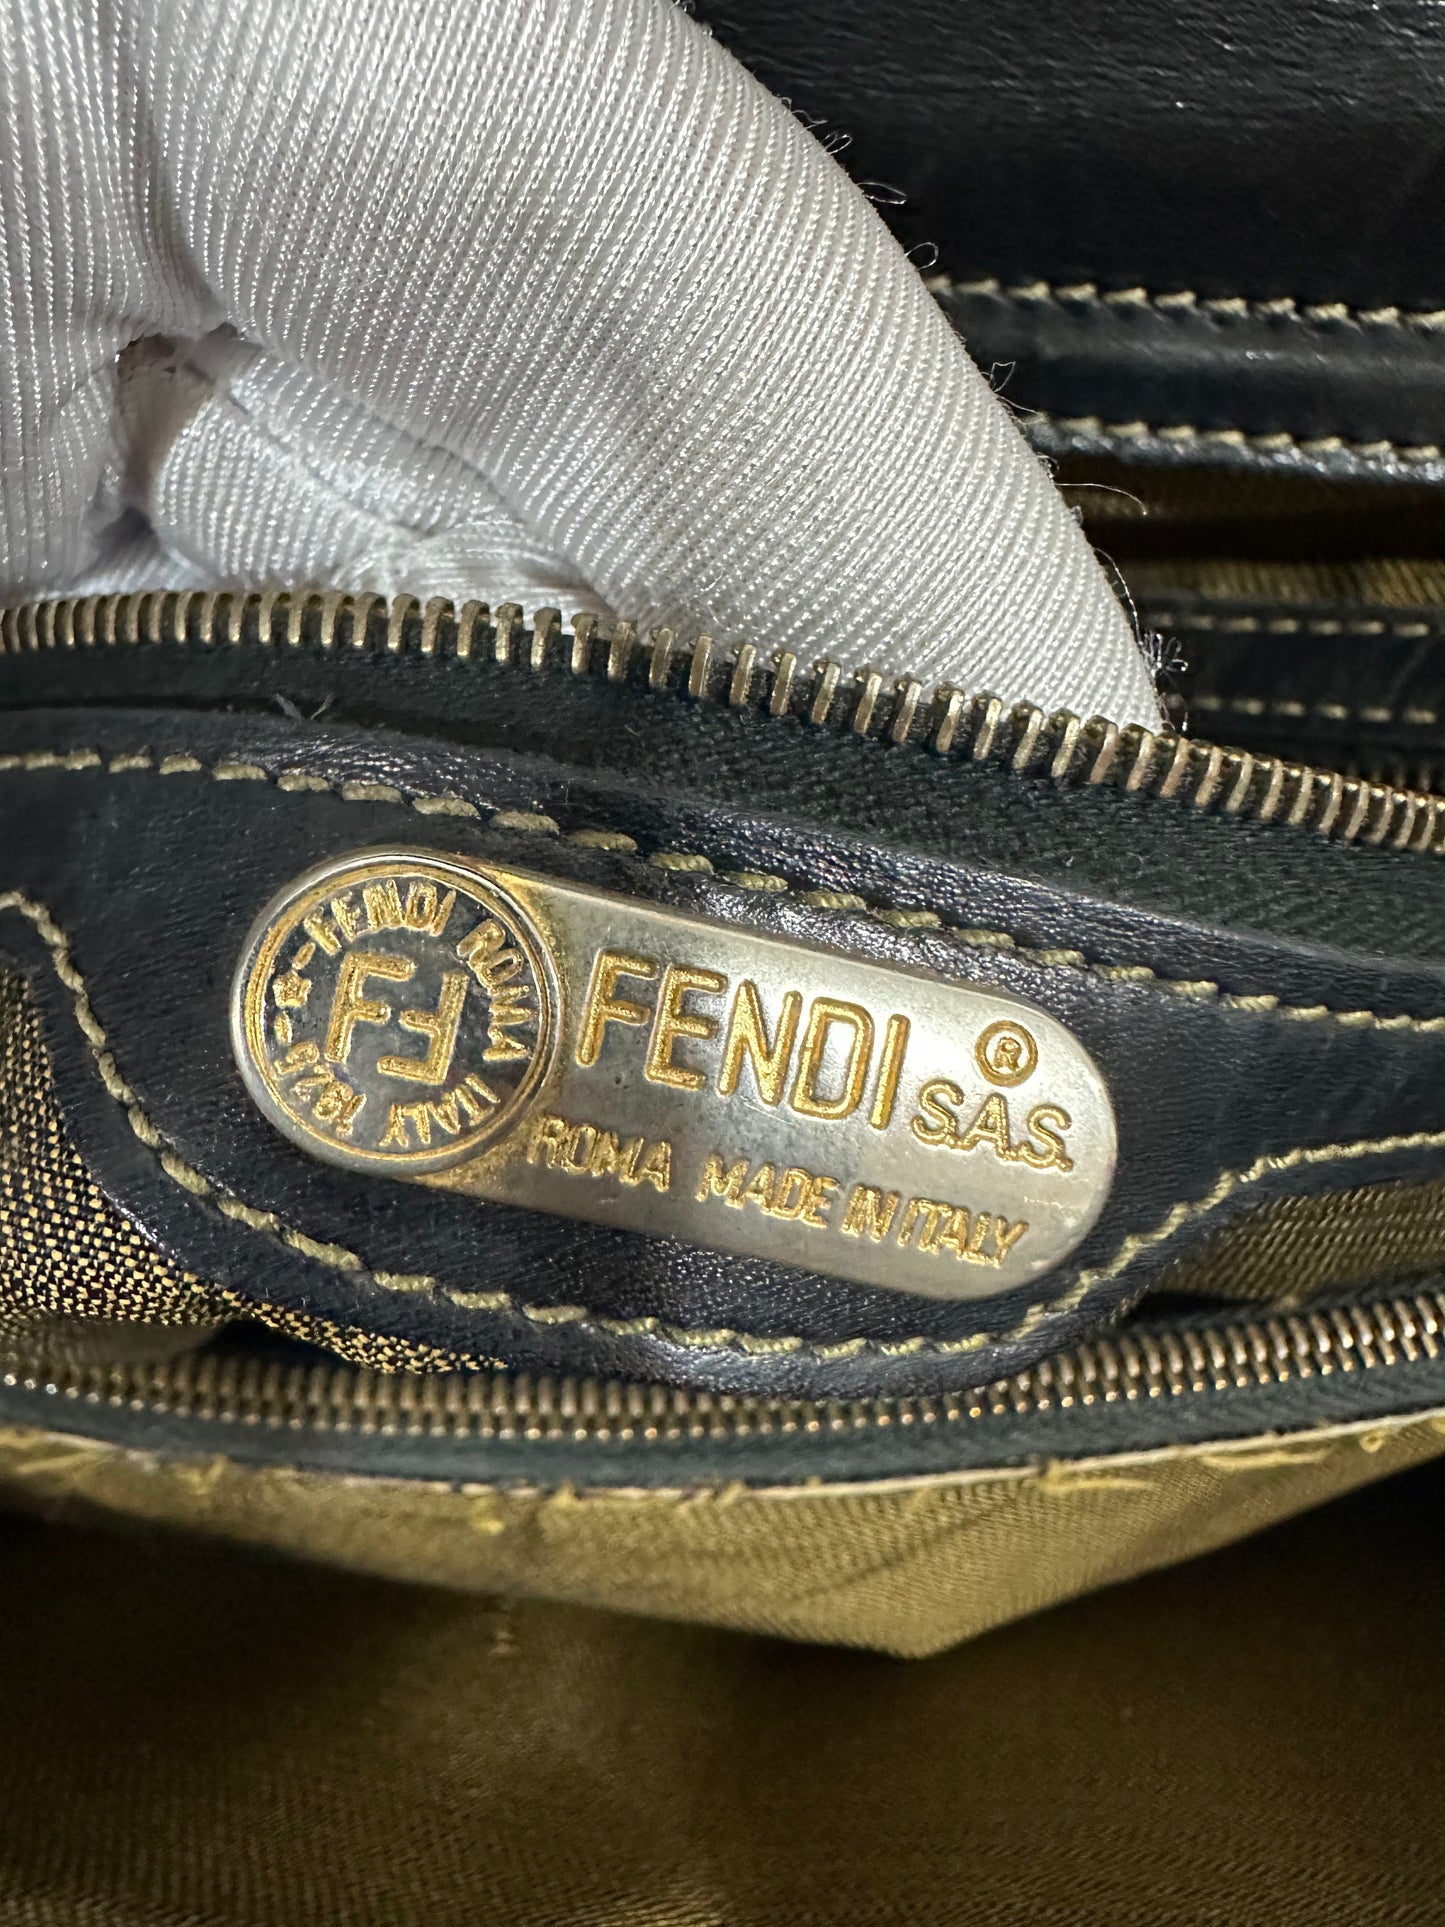 FENDI ROMA ITALY 1925
FF
FENDI S.A.S.®
ROMA MADE IN ITALY